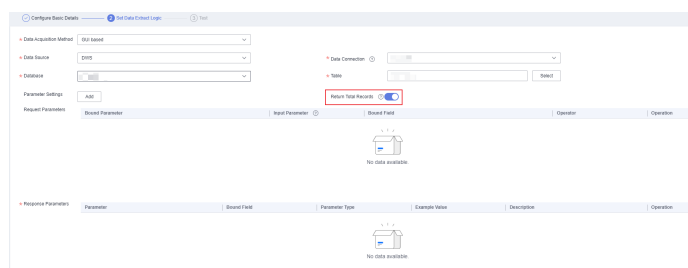 Configure Basic Details 2 Set Data Extract Logic 3 Test
* Data Acquisition Method GUI based
* Data Source DWS * Data Connection
* Database * Table Select
Parameter Settings Add Return Total Records
Request Parameters
Bound Parameter Input Parameter Bound Field Operator Operation
No data available.
* Response Parameters
Parameter Bound Field Parameter Type Example Value Description Operation
No data available.